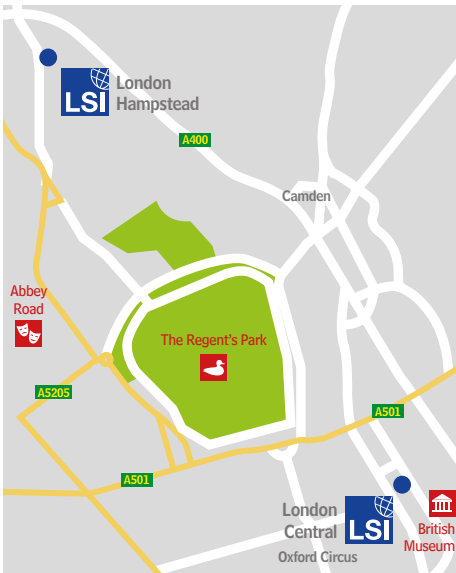 LSI
London
Hampstead
A400
Camden
Abbey
Road
The Regent's Park
A5205
A501
A501
London
Central
LSI
Oxford Circus
British
Museum